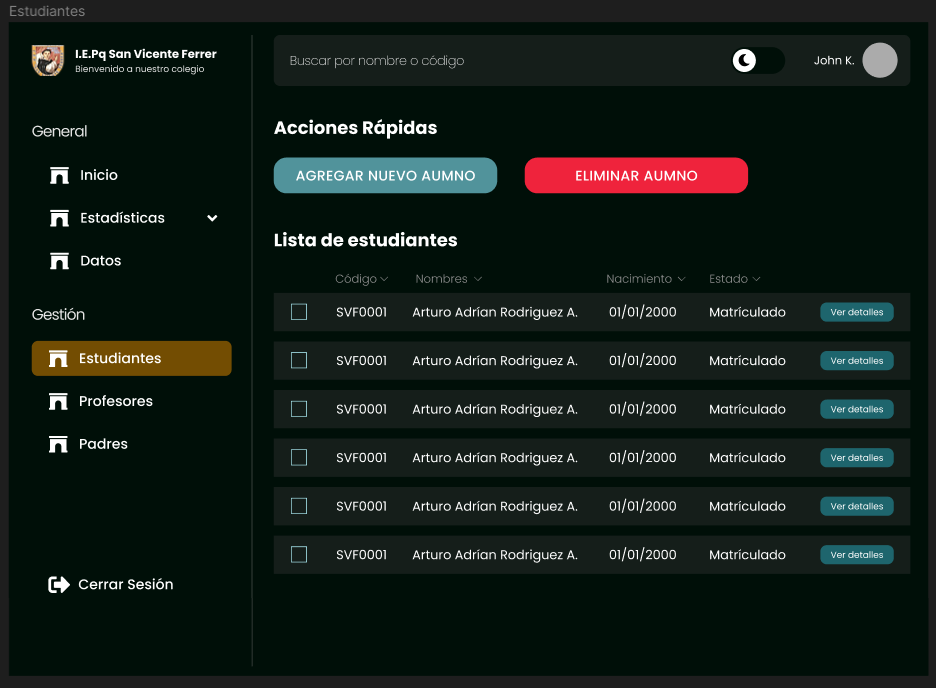 Estudiantes
I.E.Pq San Vicente Ferrer
Bienvenido a nuestro colegio
General
Inicio
Estadísticas
Datos
Gestión
Estudiantes
Profesores
Padres
Cerrar Sesión
Buscar por nombre o código
John K.
Acciones Rápidas
AGREGAR NUEVO AUMNO
ELIMINAR AUMNO
Lista de estudiantes
Código Nombres Nacimiento Estado
SVF0001 Arturo Adrían Rodriguez A. 01/01/2000 Matrículado Ver detalles
SVF0001 Arturo Adrían Rodriguez A. 01/01/2000 Matrículado Ver detalles
SVF0001 Arturo Adrían Rodriguez A. 01/01/2000 Matrículado Ver detalles
SVF0001 Arturo Adrían Rodriguez A. 01/01/2000 Matrículado Ver detalles
SVF0001 Arturo Adrían Rodriguez A. 01/01/2000 Matrículado Ver detalles
SVF0001 Arturo Adrían Rodriguez A. 01/01/2000 Matrículado Ver detalles